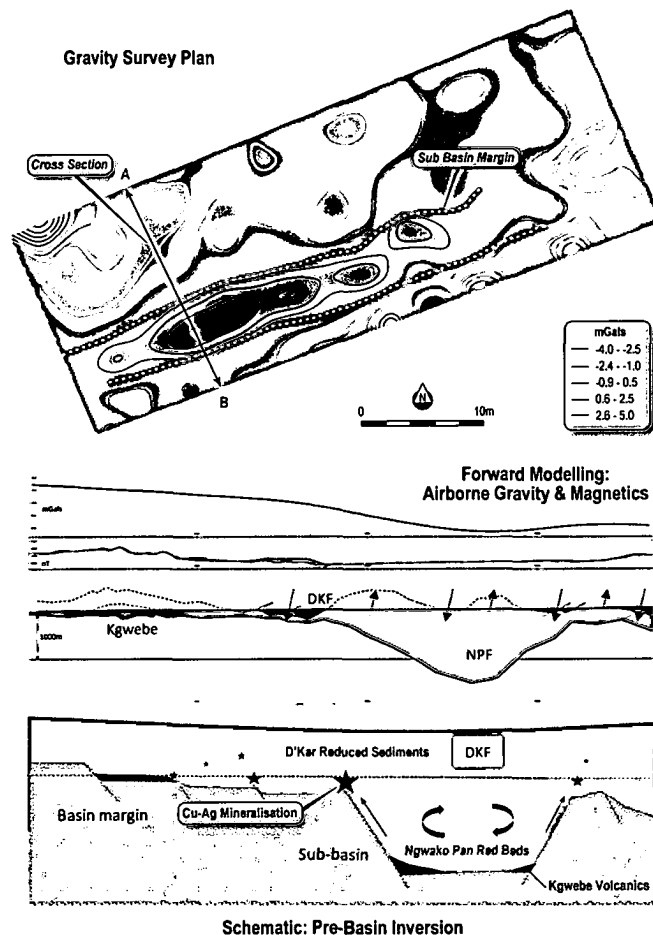 Gravity Survey Plan
Cross Section
A
Sub Basin Margin
B
N
0
10m
mGals
-4.0 - -2.5
-2.4 - -1.0
-0.9 - 0.5
0.6 - 2.5
2.6 - 5.0
Forward Modelling:
Airborne Gravity & Magnetics
mGals
nT
DKF
Kgwebe
1000m
NPF
D'Kar Reduced Sediments
DKF
Cu-Ag Mineralisation
Basin margin
Sub-basin
Ngwako Pan Red Beds
Kgwebe Volcanics
Schematic: Pre-Basin Inversion